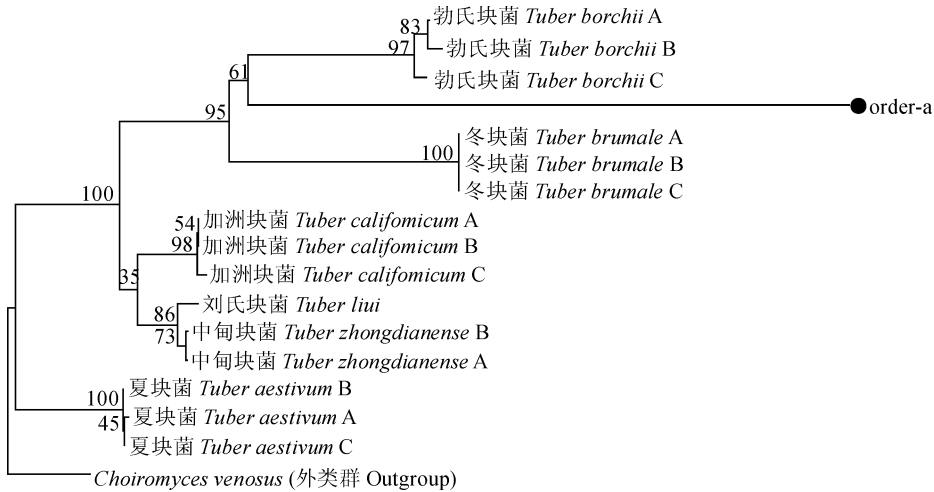 83 勃氏块菌 Tuber borchii A
97 勃氏块菌 Tuber borchii B
61 勃氏块菌 Tuber borchii C
95 order-a
冬块菌 Tuber brumale A
100 冬块菌 Tuber brumale B
冬块菌 Tuber brumale C
100
54 加洲块菌 Tuber califomicum A
98 加洲块菌 Tuber califomicum B
35 加洲块菌 Tuber califomicum C
刘氏块菌 Tuber liui
86
73 中甸块菌 Tuber zhongdianense B
中甸块菌 Tuber zhongdianense A
夏块菌 Tuber aestivum B
100
45 夏块菌 Tuber aestivum A
夏块菌 Tuber aestivum C
Choiromyces venosus (外类群 Outgroup)